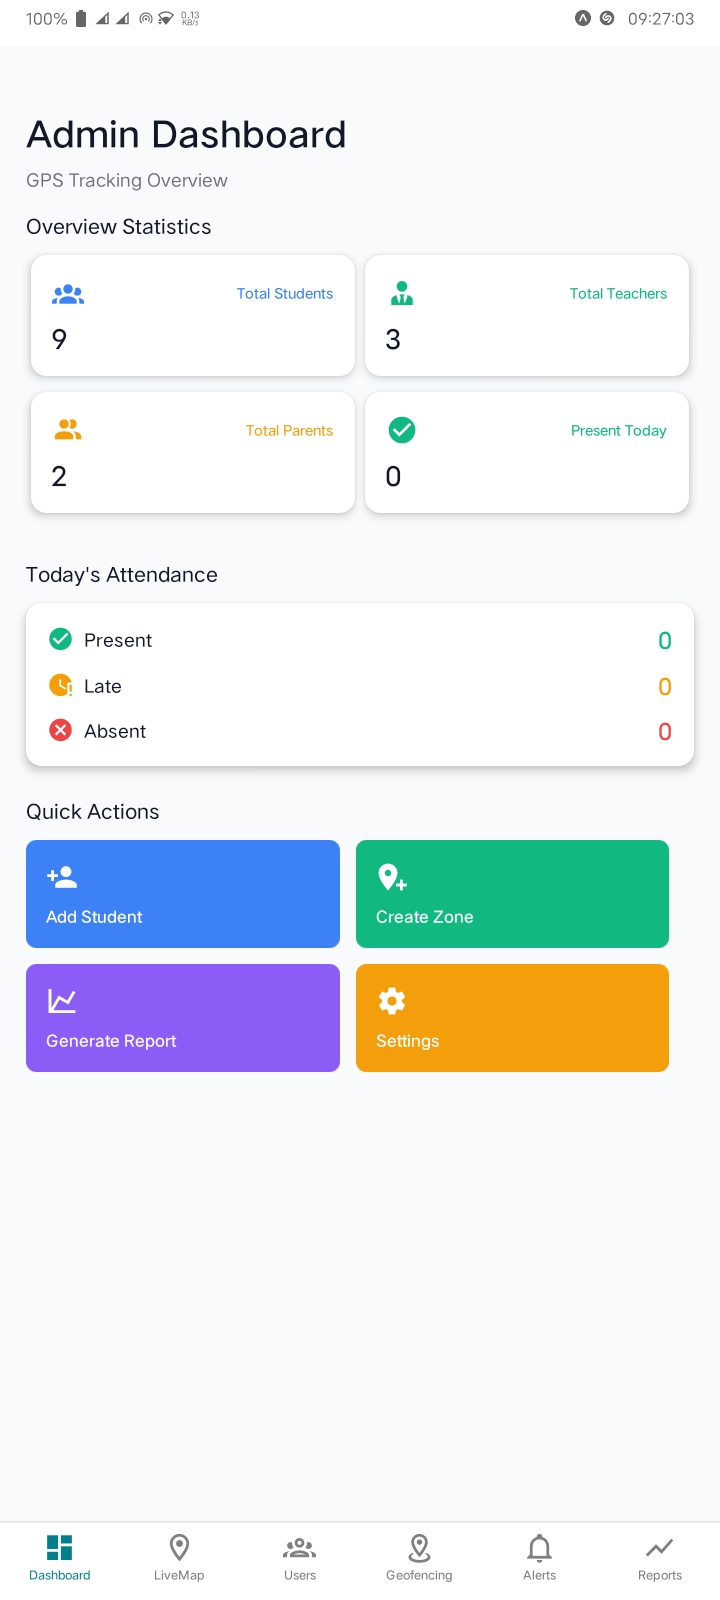 100% 0.13 KB/s 09:27:03
Admin Dashboard
GPS Tracking Overview
Overview Statistics
Total Students
9
Total Teachers
3
Total Parents
2
Present Today
0
Today's Attendance
Present 0
Late 0
Absent 0
Quick Actions
Add Student
Create Zone
Generate Report
Settings
Dashboard LiveMap Users Geofencing Alerts Reports